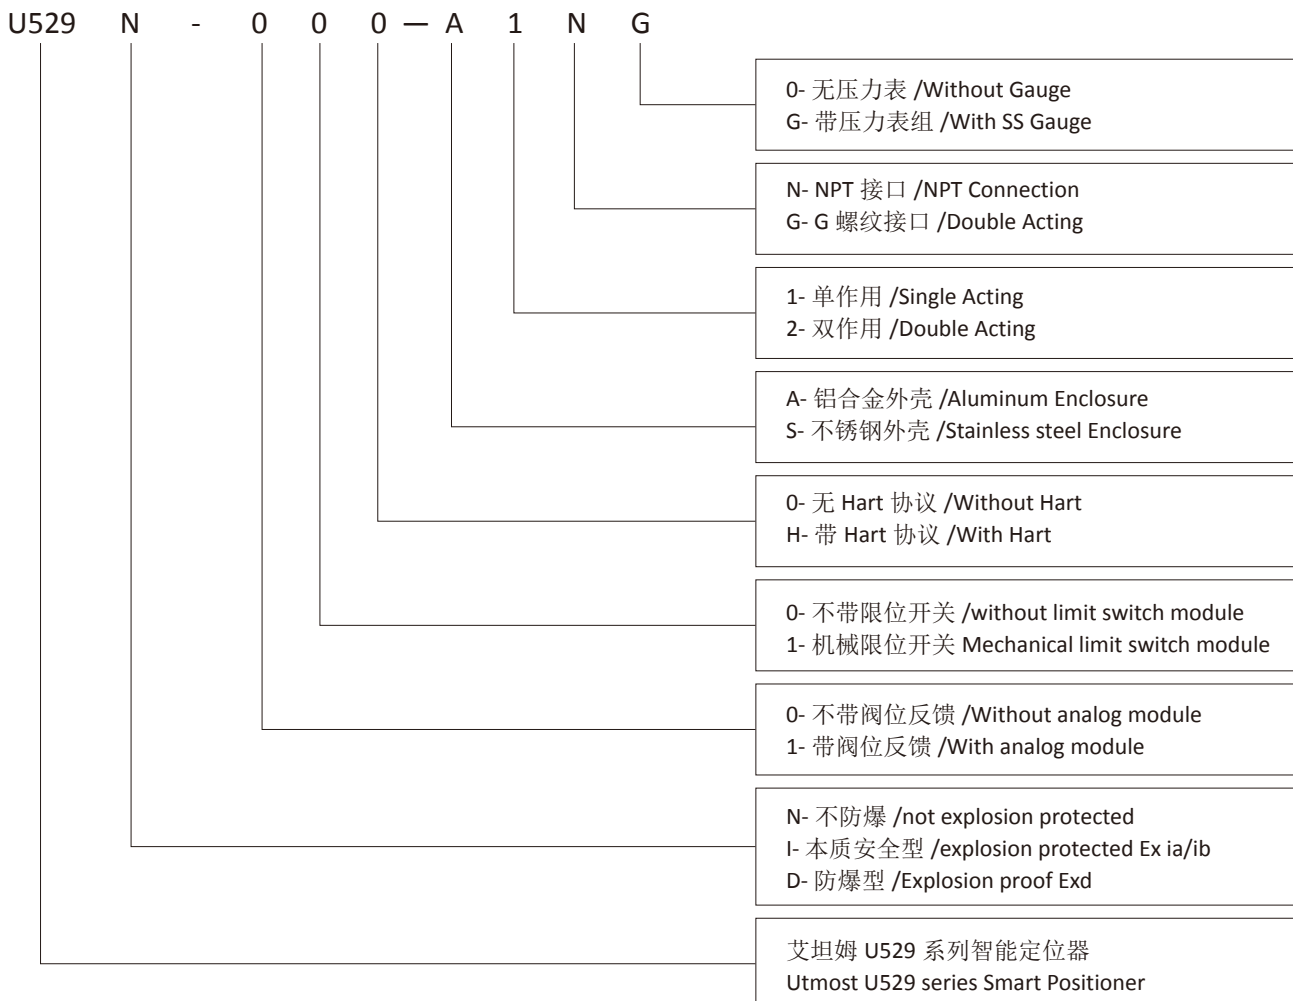 U529 N - 0 0 0 — A 1 N G
0- 无压力表 /Without Gauge
G- 带压力表组 /With SS Gauge
N- NPT 接口 /NPT Connection
G- G 螺纹接口 /Double Acting
1- 单作用 /Single Acting
2- 双作用 /Double Acting
A- 铝合金外壳 /Aluminum Enclosure
S- 不锈钢外壳 /Stainless steel Enclosure
0- 无 Hart 协议 /Without Hart
H- 带 Hart 协议 /With Hart
0- 不带限位开关 /without limit switch module
1- 机械限位开关 Mechanical limit switch module
0- 不带阀位反馈 /Without analog module
1- 带阀位反馈 /With analog module
N- 不防爆 /not explosion protected
I- 本质安全型 /explosion protected Ex ia/ib
D- 防爆型 /Explosion proof Exd
艾坦姆 U529 系列智能定位器
Utmost U529 series Smart Positioner